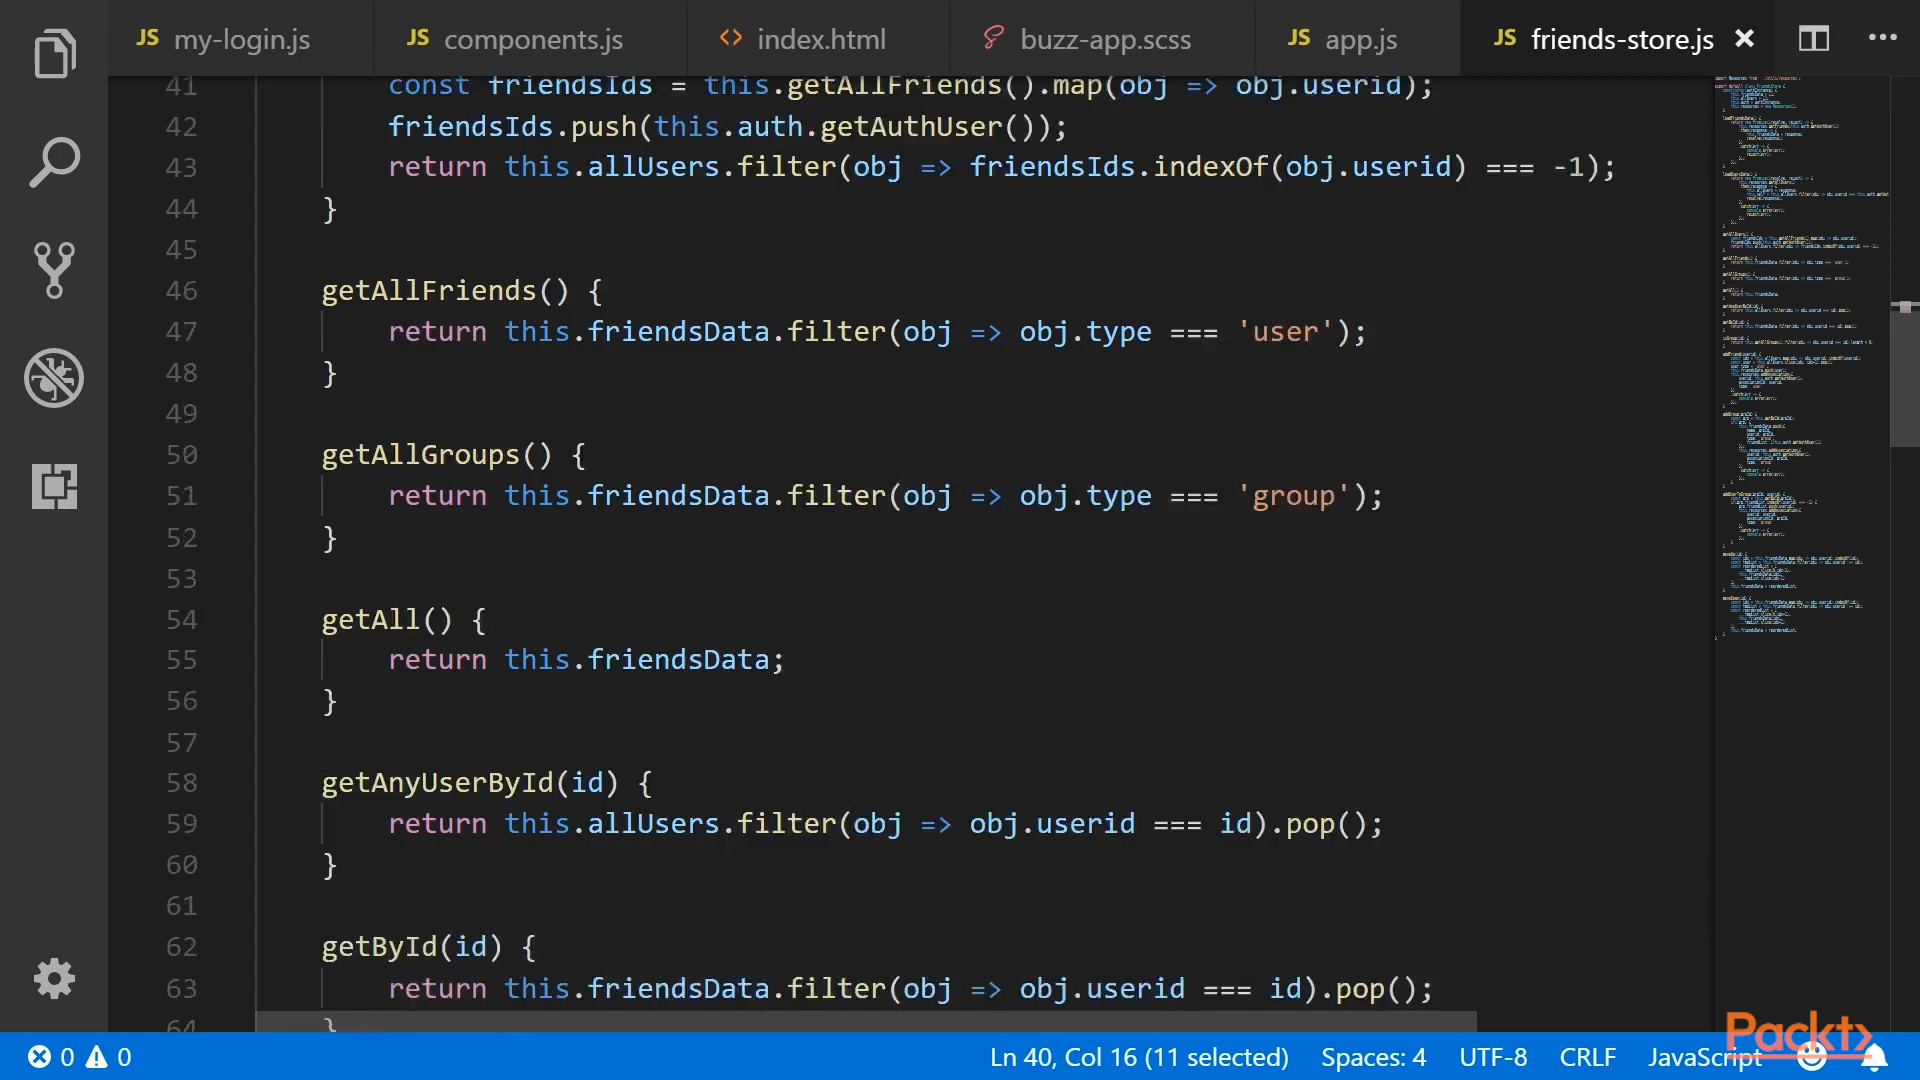 JS my-login.js JS components.js <> index.html buzz-app.scss JS app.js JS friends-store.js
41 const friendsIds = this.getAllFriends().map(obj => obj.userid);
42 friendsIds.push(this.auth.getAuthUser());
43 return this.allUsers.filter(obj => friendsIds.indexOf(obj.userid) === -1);
44 }
45
46 getAllFriends() {
47 return this.friendsData.filter(obj => obj.type === 'user');
48 }
49
50 getAllGroups() {
51 return this.friendsData.filter(obj => obj.type === 'group');
52 }
53
54 getAll() {
55 return this.friendsData;
56 }
57
58 getAnyUserById(id) {
59 return this.allUsers.filter(obj => obj.userid === id).pop();
60 }
61
62 getById(id) {
63 return this.friendsData.filter(obj => obj.userid === id).pop();
64 }
Packt>
0 0 Ln 40, Col 16 (11 selected) Spaces: 4 UTF-8 CRLF JavaScript